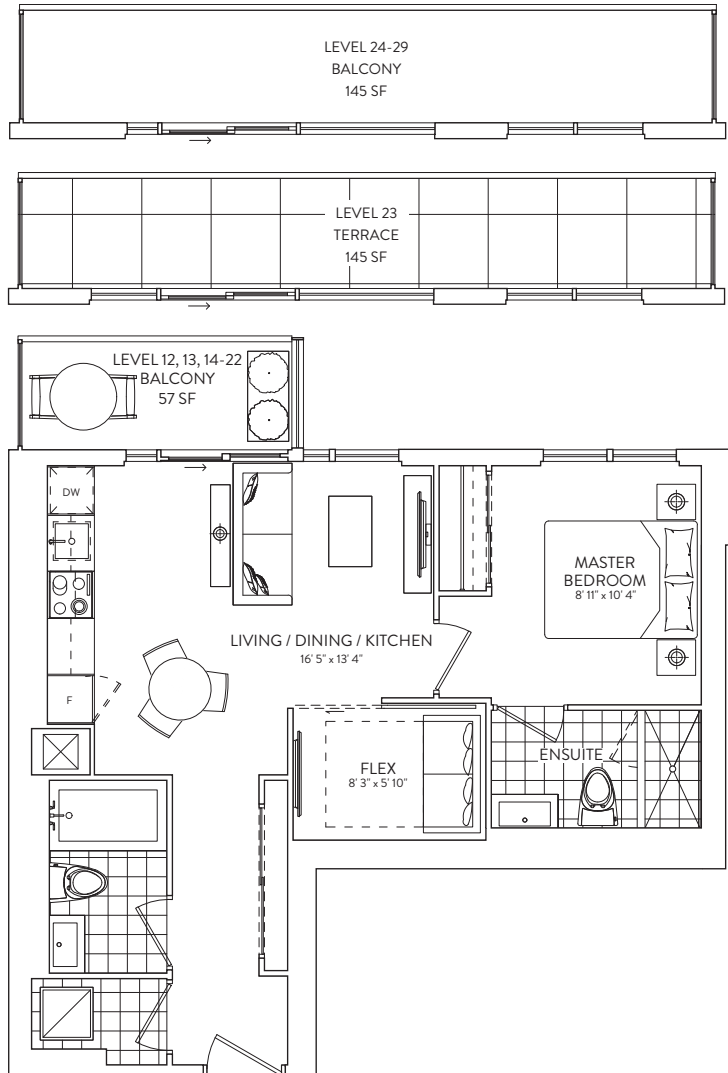 LEVEL 24-29
BALCONY
145 SF
LEVEL 23
TERRACE
145 SF
LEVEL 12, 13, 14-22
BALCONY
57 SF
DW
MASTER
BEDROOM
8' 11" x 10' 4"
LIVING / DINING / KITCHEN
16' 5" x 13' 4"
F
ENSUITE
FLEX
8' 3" x 5' 10"